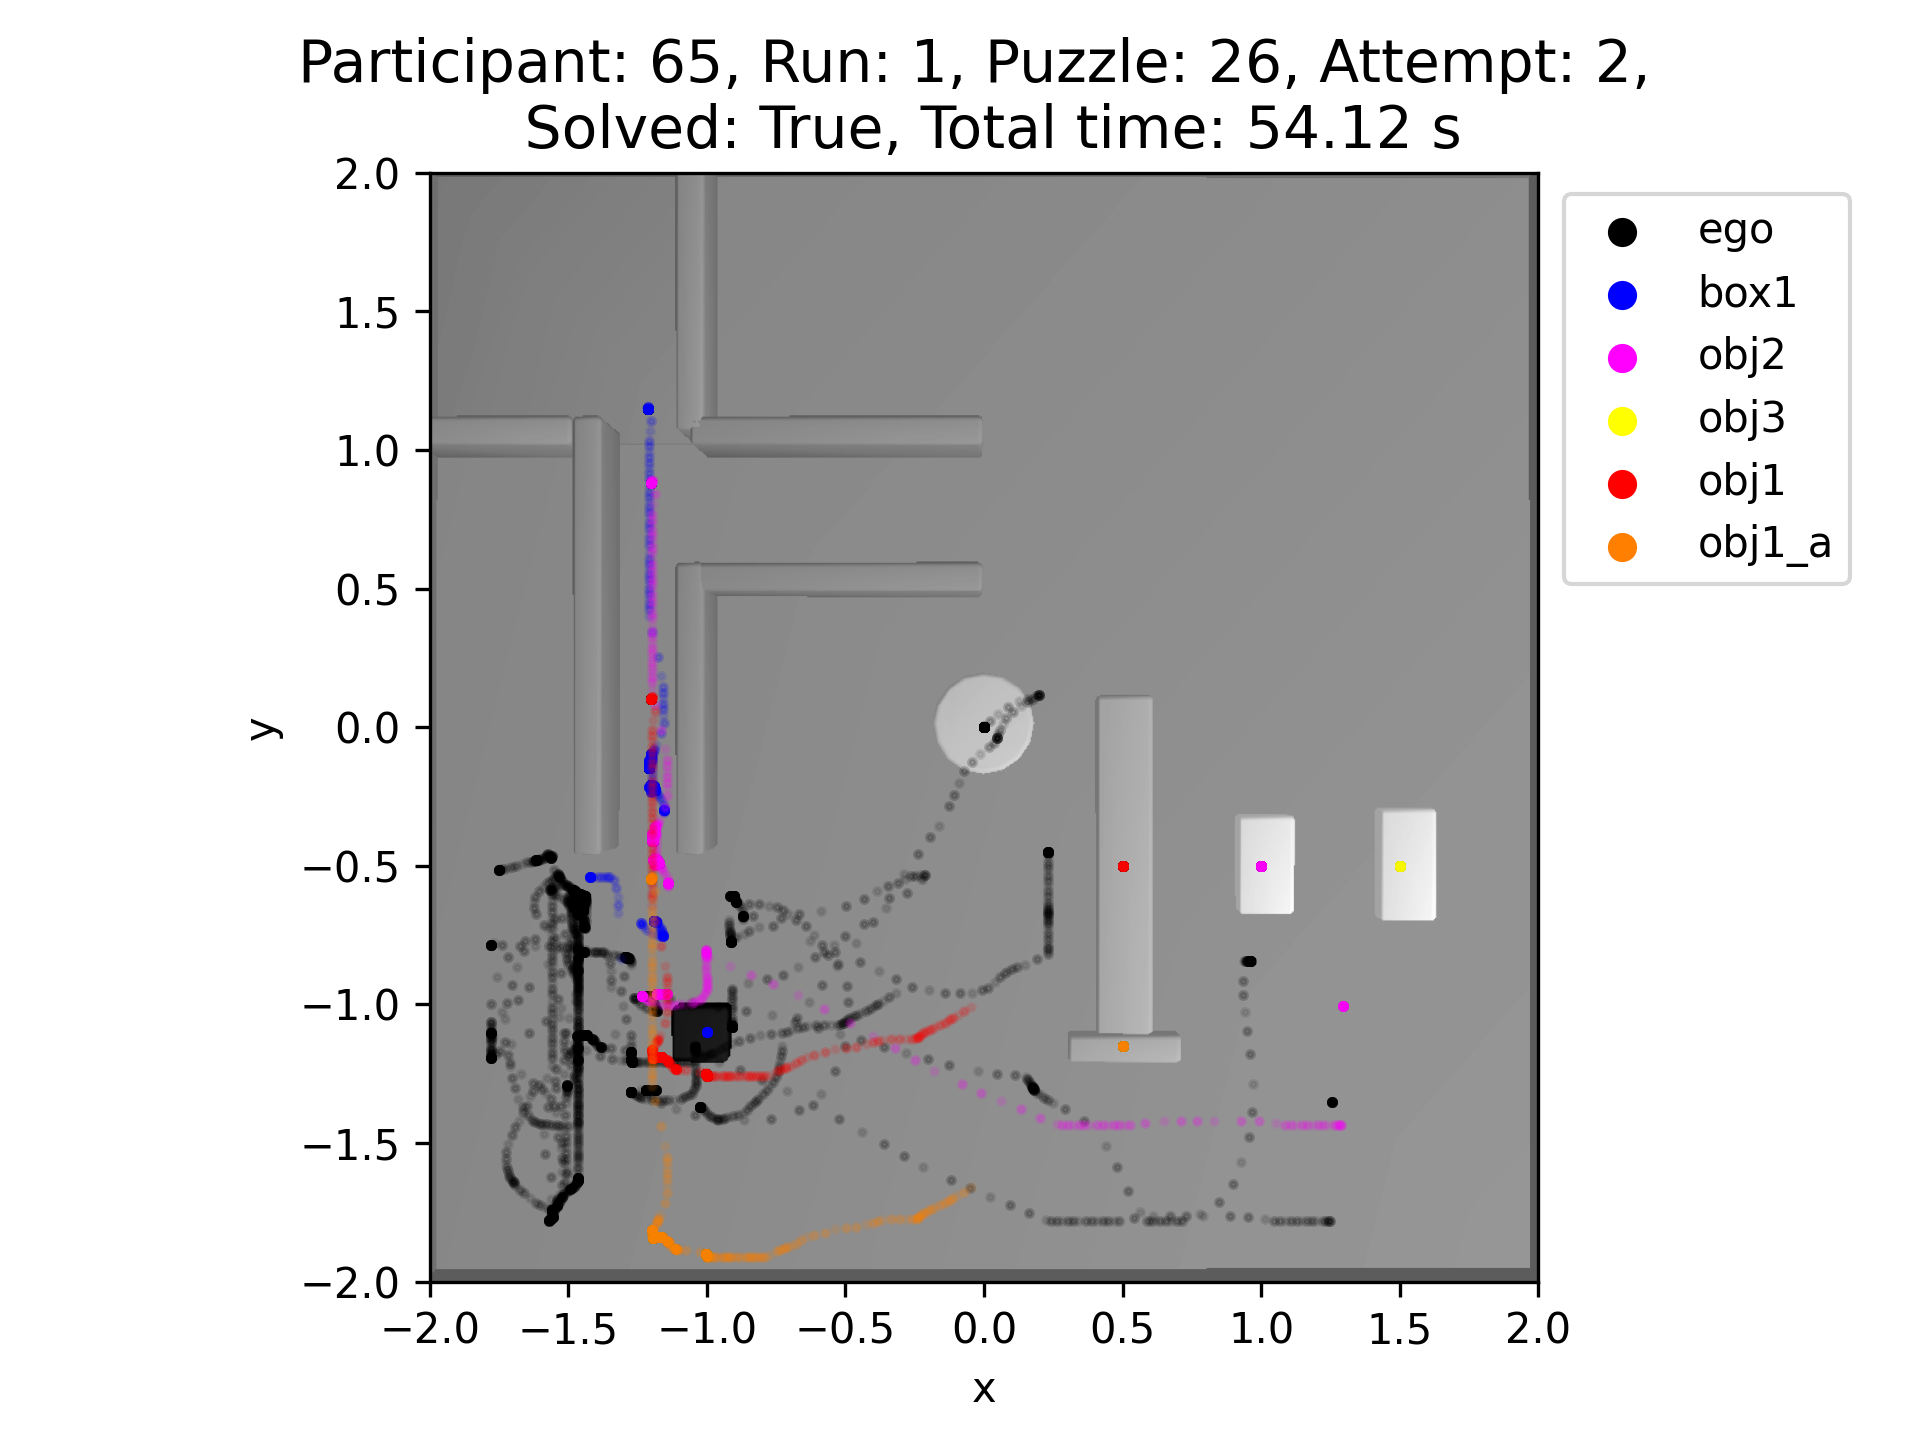 Participant: 65, Run: 1, Puzzle: 26, Attempt: 2,
Solved: True, Total time: 54.12 s
2.0
1.5
1.0
0.5
0.0
−0.5
−1.0
−1.5
−2.0
y
−2.0 −1.5 −1.0 −0.5 0.0 0.5 1.0 1.5 2.0
x
ego
box1
obj2
obj3
obj1
obj1_a